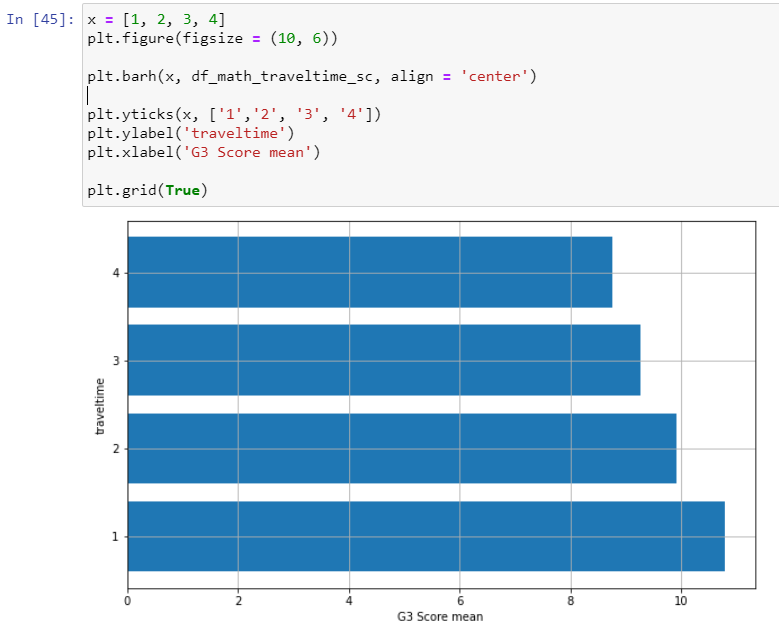 In [45]: x = [1, 2, 3, 4]
plt.figure(figsize = (10, 6))
plt.barh(x, df_math_traveltime_sc, align = 'center')
plt.yticks(x, ['1','2', '3', '4'])
plt.ylabel('traveltime')
plt.xlabel('G3 Score mean')
plt.grid(True)
4
3
traveltime
2
1
0 2 4 6 8 10
G3 Score mean